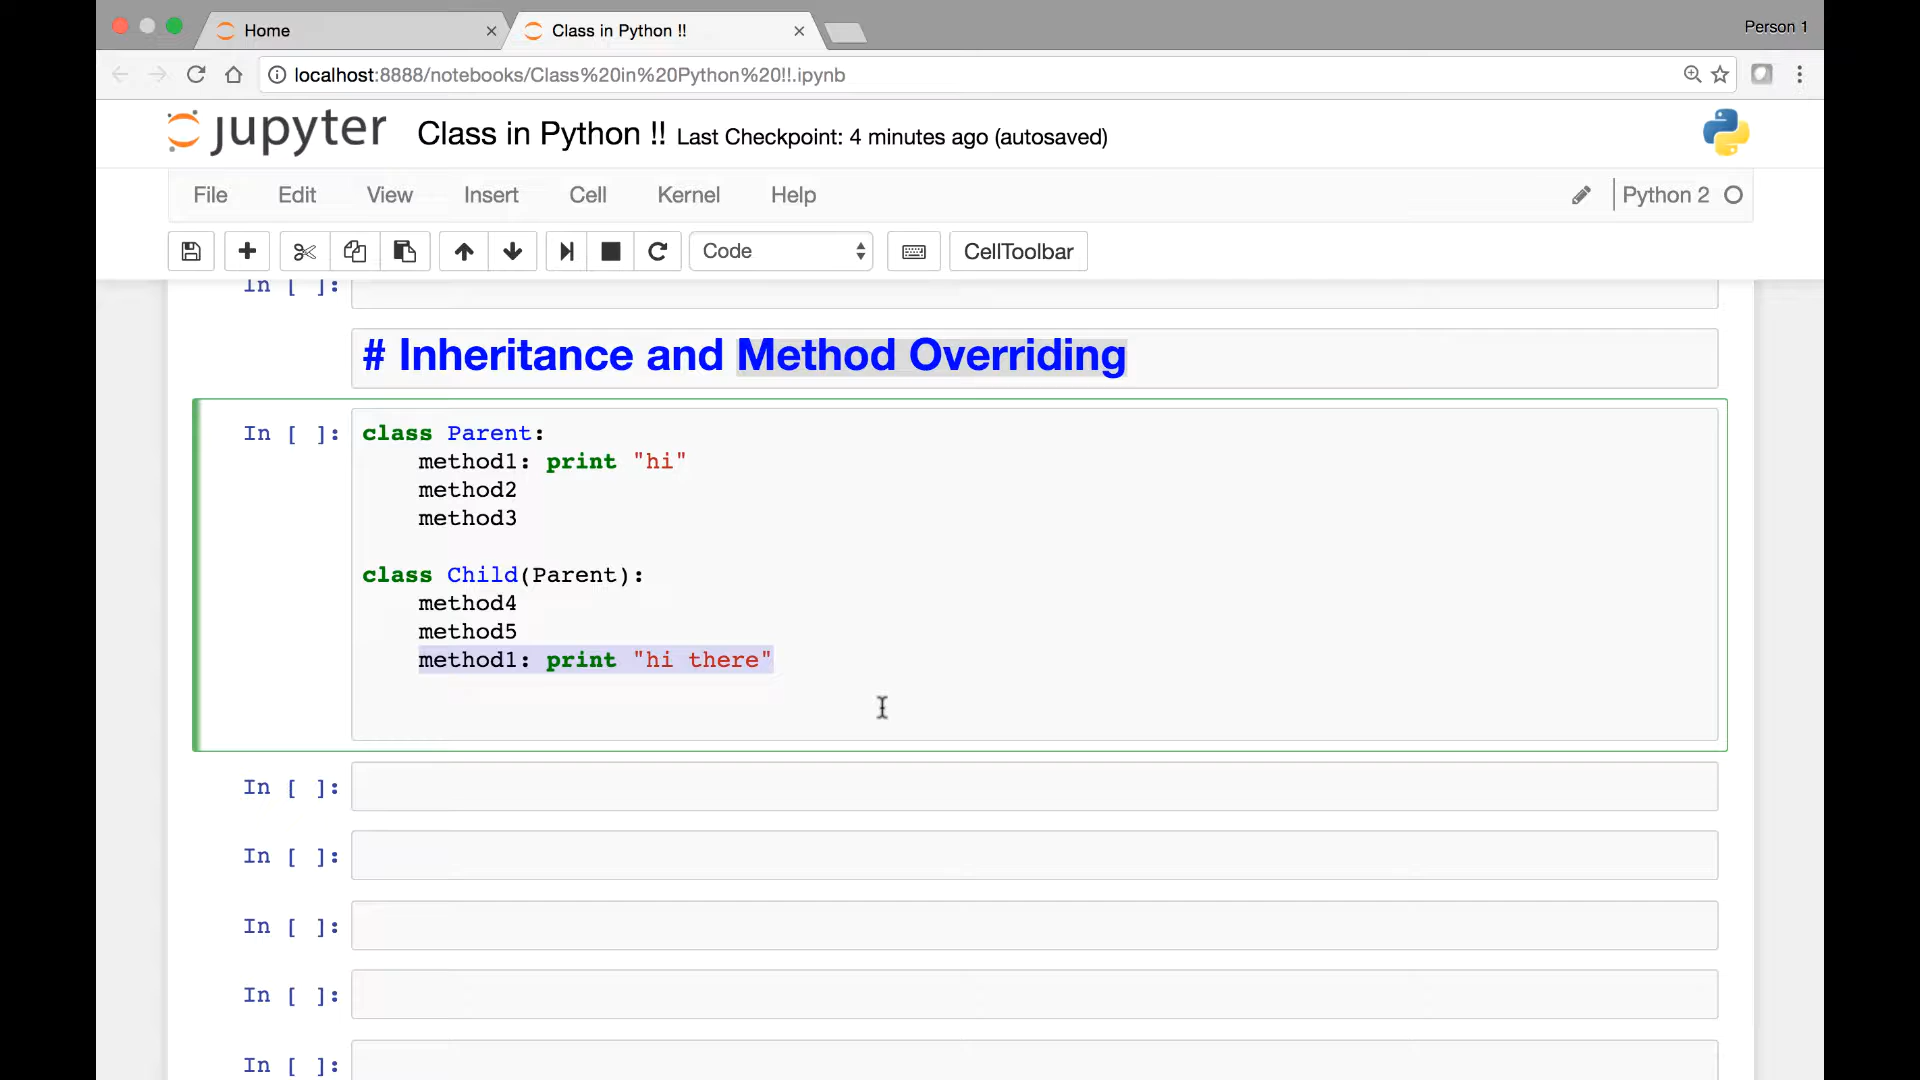 Home
Class in Python !!
Person 1
localhost:8888/notebooks/Class%20in%20Python%20!!.ipynb
jupyter Class in Python !! Last Checkpoint: 4 minutes ago (autosaved)
File Edit View Insert Cell Kernel Help Python 2
Code CellToolbar
In [ ]:
# Inheritance and Method Overriding
In [ ]:
class Parent:
method1: print "hi"
method2
method3
class Child(Parent):
method4
method5
method1: print "hi there"
In [ ]:
In [ ]:
In [ ]:
In [ ]:
In [ ]: